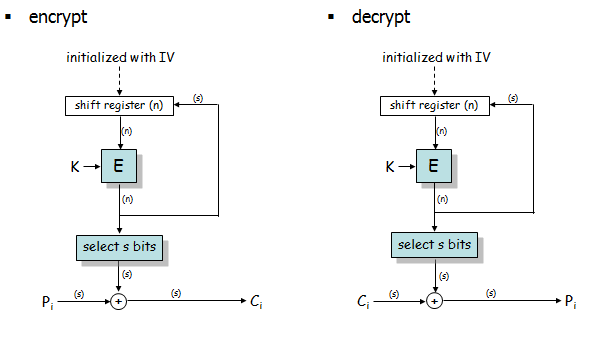 ▪ encrypt
initialized with IV
shift register (n)
(s)
(n)
K
E
(n)
select s bits
(s)
Pi
(s)
+
(s)
Ci
▪ decrypt
initialized with IV
shift register (n)
(s)
(n)
K
E
(n)
select s bits
(s)
Ci
(s)
+
(s)
Pi